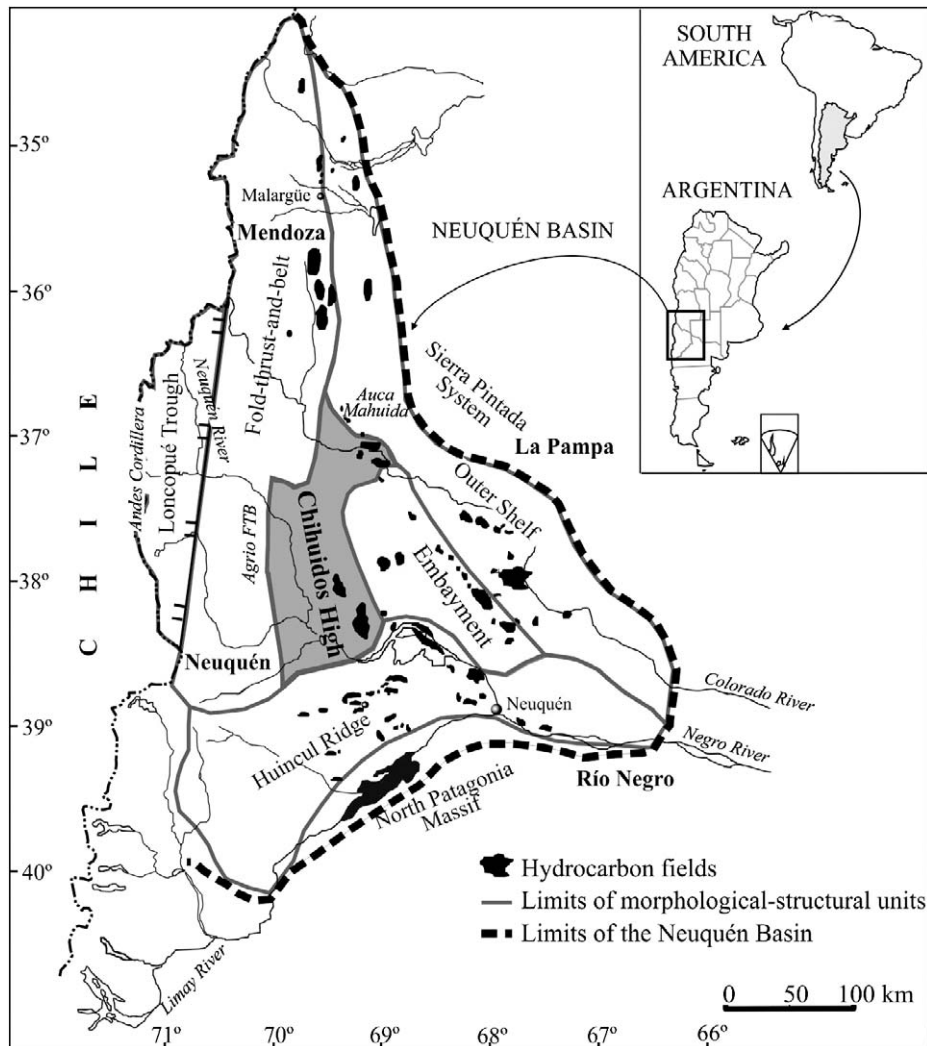 SOUTH
AMERICA
ARGENTINA
NEUQUÉN BASIN
35º
36º
37º
38º
39º
40º
Malargüe
Mendoza
Fold-thrust-and-belt
Neuquén River
Loncopué Trough
Andes Cordillera
CHILE
Agrio FTB
Chihuidos High
Auca
Mahuida
Sierra Pintada
System
La Pampa
Outer Shelf
Embayment
Neuquén
Neuquén
Huincul Ridge
Colorado River
Negro River
Río Negro
North Patagonia
Massif
Limay River
Hydrocarbon fields
Limits of morphological-structural units
Limits of the Neuquén Basin
0 50 100 km
71º 70º 69º 68º 67º 66º